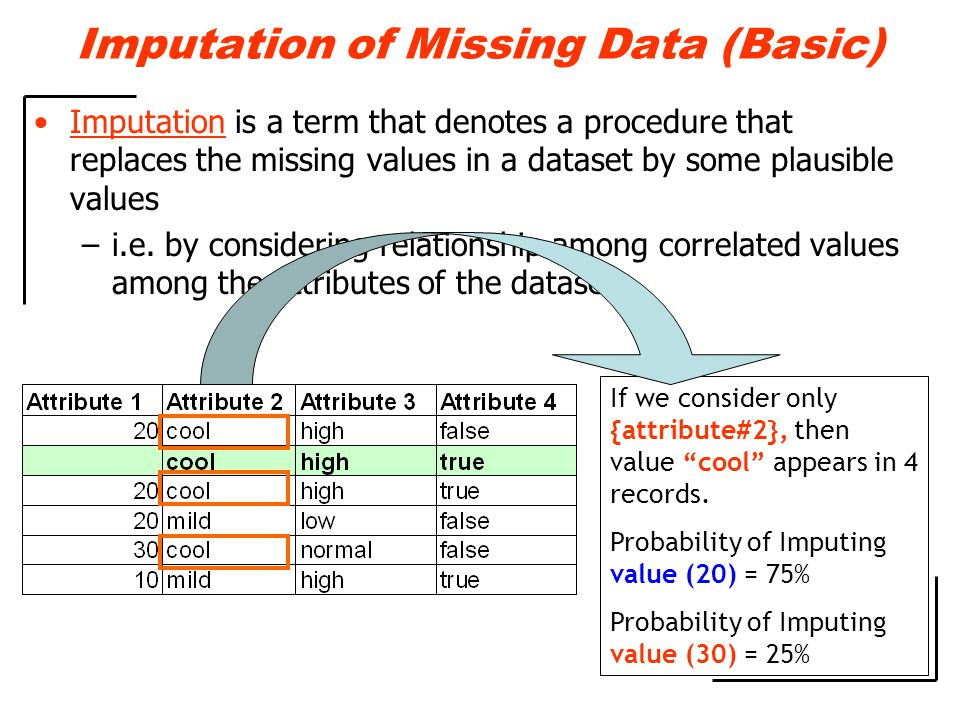 Imputation of Missing Data (Basic)
• Imputation is a term that denotes a procedure that
replaces the missing values in a dataset by some plausible
values
– i.e. by considering relationship among correlated values
among the attributes of the dataset
Attribute 1 Attribute 2 Attribute 3 Attribute 4
20 cool high false
cool high true
20 cool high true
20 mild low false
30 cool normal false
10 mild high true
If we consider only
{attribute#2}, then
value “cool” appears in 4
records.
Probability of Imputing
value (20) = 75%
Probability of Imputing
value (30) = 25%